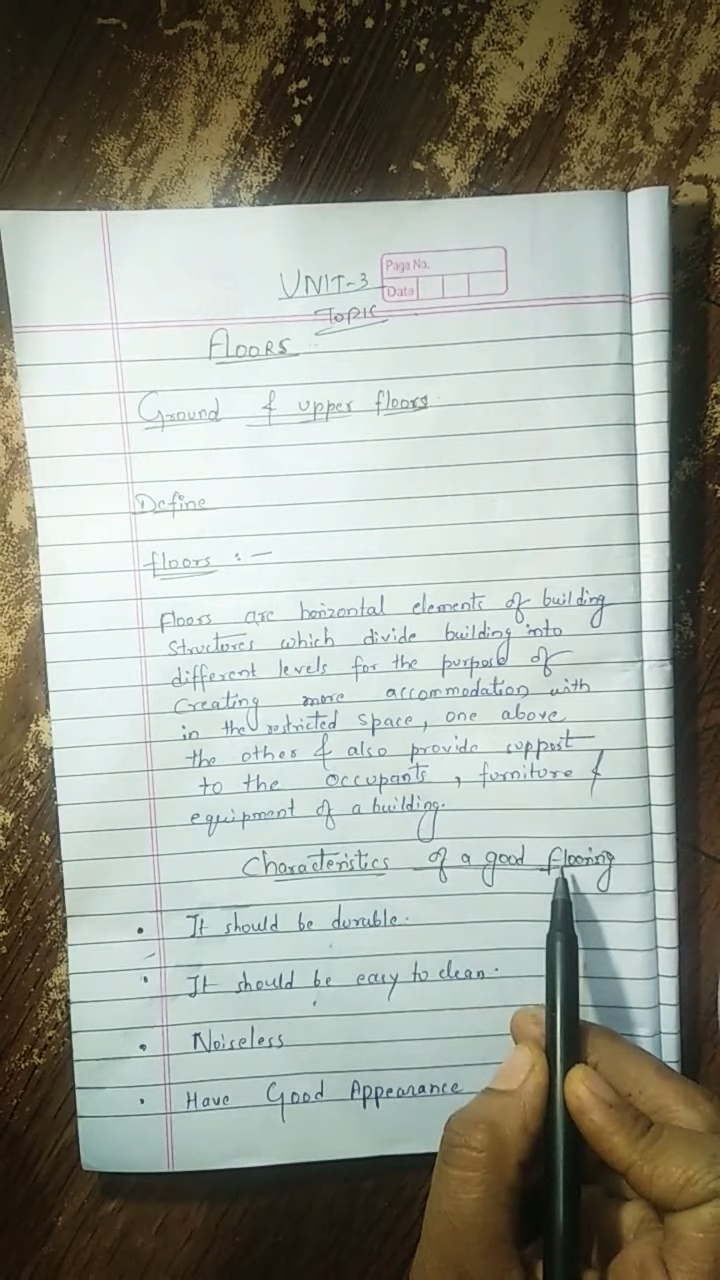 UNIT-3
Page No.
Date
Topic
Floors
Ground & upper floors
Define
floors :-
Floors are horizontal elements of building
structures which divide building into
different levels for the purpose of
Creating more accommodation with
in the restricted space, one above
the other & also provide support
to the occupants, furniture &
equipment of a building.
Characteristics of a good flooring
• It should be durable.
• It should be easy to clean.
• Noiseless
• Have Good Appearance